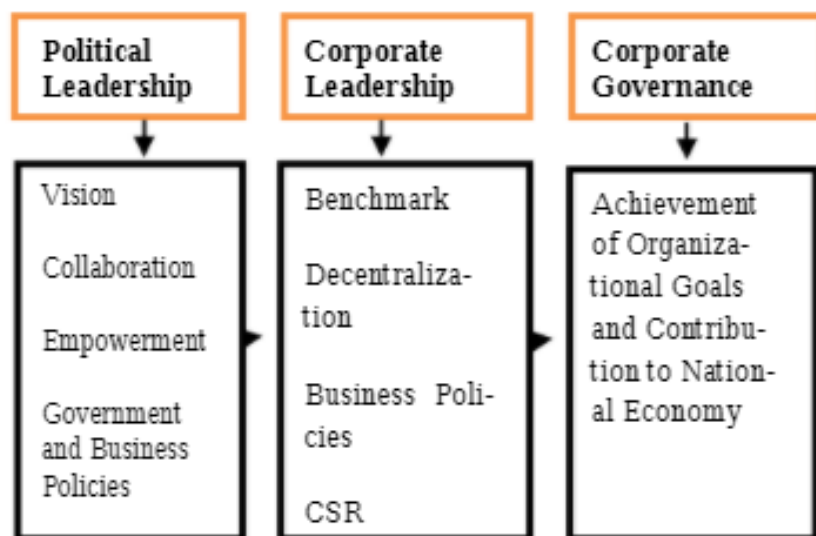 Political
Leadership
Corporate
Leadership
Corporate
Governance
Vision
Collaboration
Empowerment
Government
and Business
Policies
Benchmark
Decentraliza-
tion
Business Poli-
cies
CSR
Achievement
of Organiza-
tional Goals
and Contribu-
tion to Nation-
al Economy